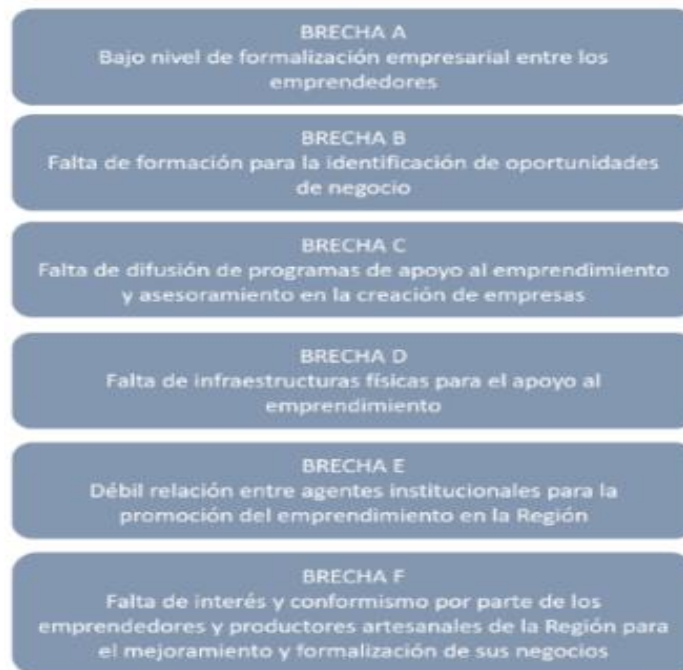 BRECHA A
Bajo nivel de formalización empresarial entre los
emprendedores
BRECHA B
Falta de formación para la identificación de oportunidades
de negocio
BRECHA C
Falta de difusión de programas de apoyo al emprendimiento
y asesoramiento en la creación de empresas
BRECHA D
Falta de infraestructuras físicas para el apoyo al
emprendimiento
BRECHA E
Débil relación entre agentes institucionales para la
promoción del emprendimiento en la Región
BRECHA F
Falta de interés y conformismo por parte de los
emprendedores y productores artesanales de la Región para
el mejoramiento y formalización de sus negocios